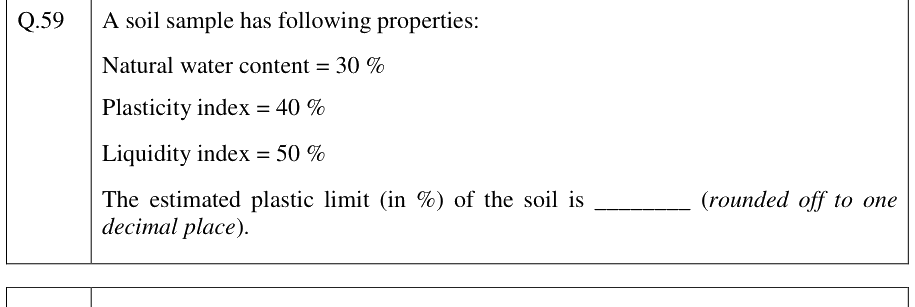 Q.59 A soil sample has following properties:
Natural water content = 30 %
Plasticity index = 40 %
Liquidity index = 50 %
The estimated plastic limit (in %) of the soil is ________ (rounded off to one
decimal place).